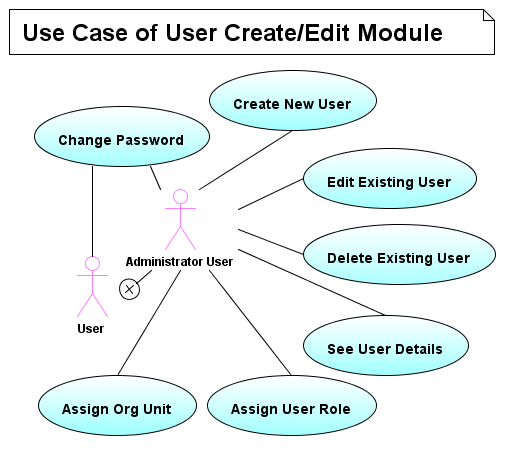 Use Case of User Create/Edit Module
Create New User
Change Password
Edit Existing User
Administrator User
Delete Existing User
User
See User Details
Assign Org Unit
Assign User Role